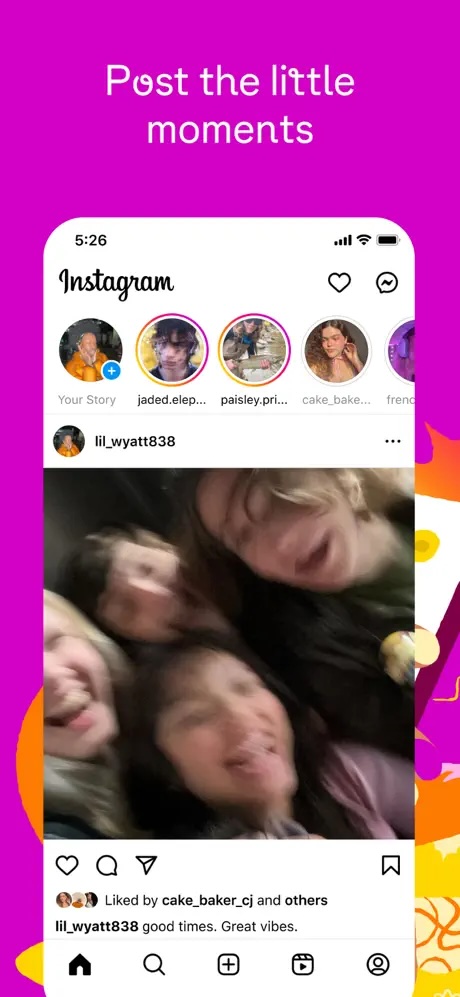 Post the little
moments
5:26
Instagram
Your Story
jaded.elep...
paisley.pri...
cake_bake...
frenc
lil_wyatt838
Liked by cake_baker_cj and others
lil_wyatt838 good times. Great vibes.